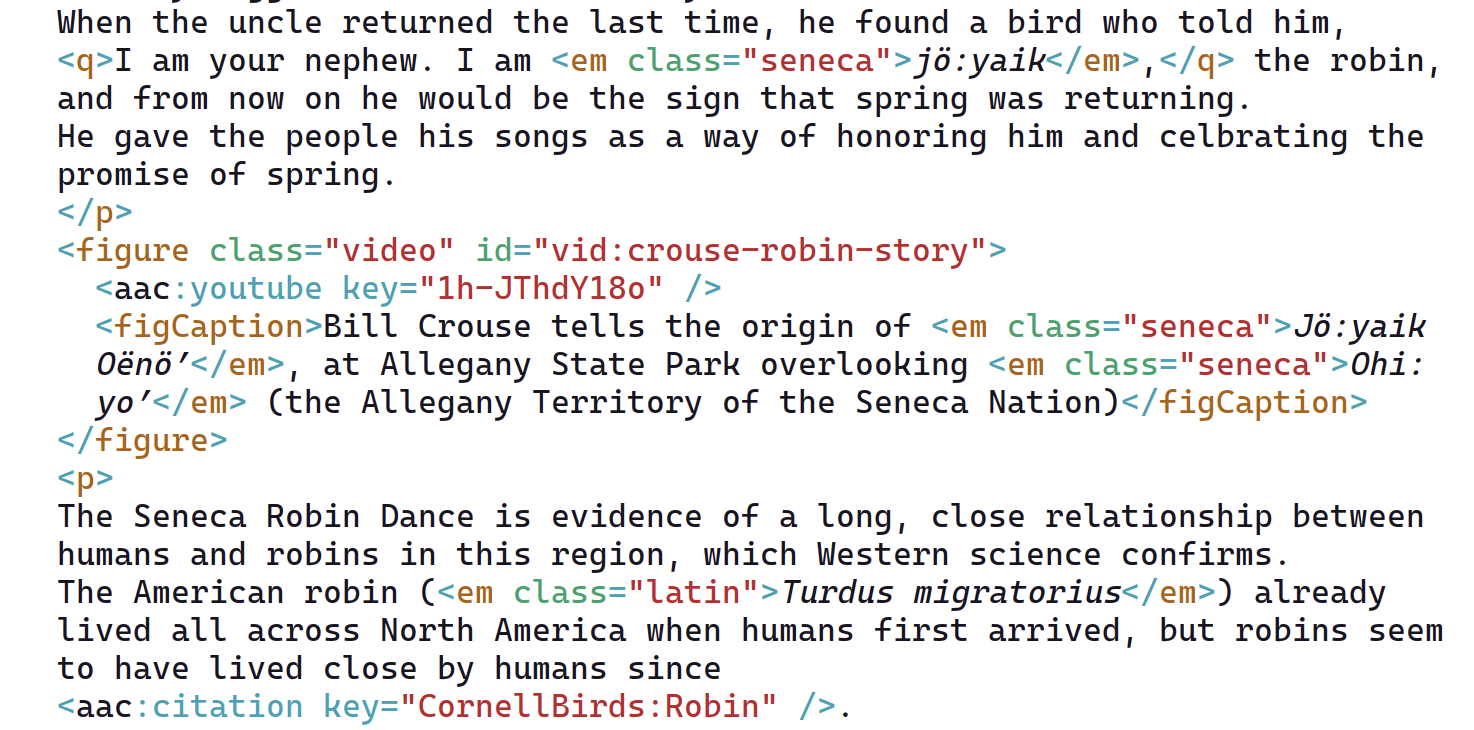 When the uncle returned the last time, he found a bird who told him,
<q>I am your nephew. I am <em class="seneca">jö:yaik</em>,</q> the robin,
and from now on he would be the sign that spring was returning.
He gave the people his songs as a way of honoring him and celbrating the
promise of spring.
</p>
<figure class="video" id="vid:crouse-robin-story">
<aac:youtube key="1h-JThdY18o" />
<figCaption>Bill Crouse tells the origin of <em class="seneca">Jö:yaik
Oënö’</em>, at Allegany State Park overlooking <em class="seneca">Ohi:
yo’</em> (the Allegany Territory of the Seneca Nation)</figCaption>
</figure>
<p>
The Seneca Robin Dance is evidence of a long, close relationship between
humans and robins in this region, which Western science confirms.
The American robin (<em class="latin">Turdus migratorius</em>) already
lived all across North America when humans first arrived, but robins seem
to have lived close by humans since
<aac:citation key="CornellBirds:Robin" />.